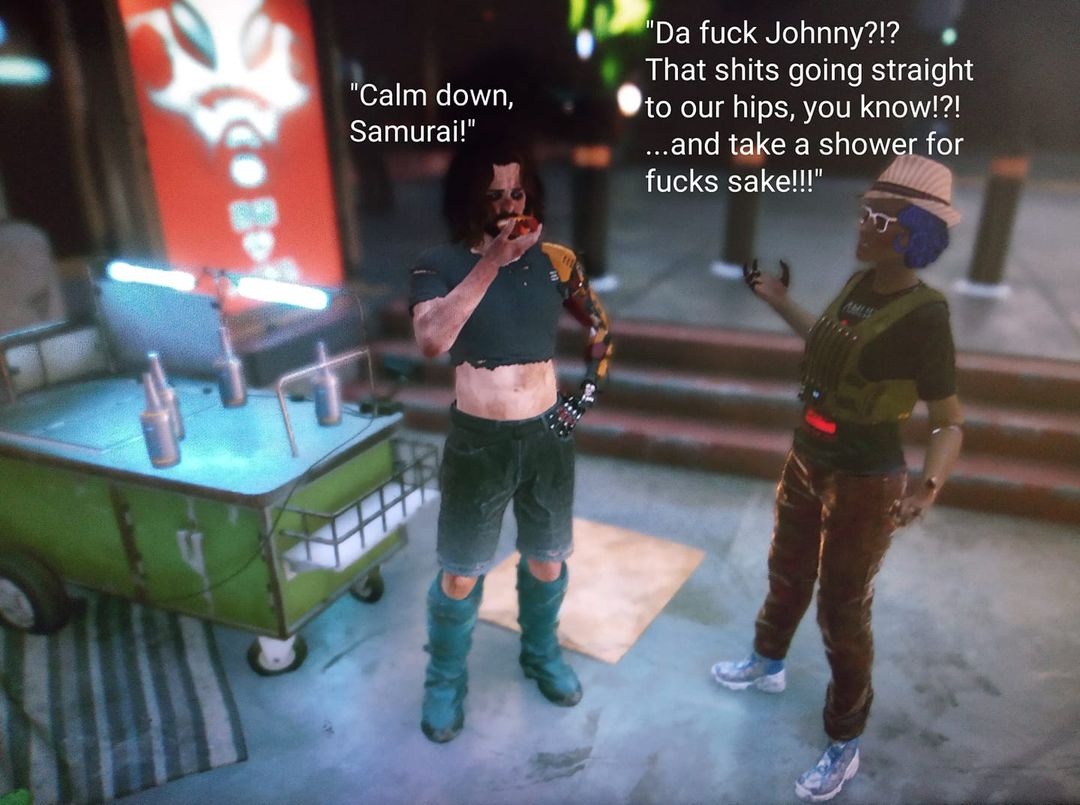 "Calm down,
Samurai!"
"Da fuck Johnny?!?
That shits going straight
to our hips, you know!?!
...and take a shower for
fucks sake!!!"